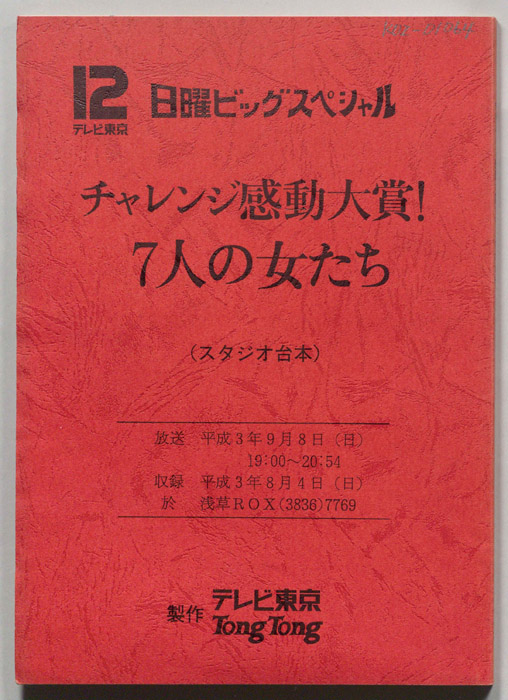 12 日曜ビッグスペシャル
テレビ東京
チャレンジ感動大賞!
7人の女たち
(スタジオ台本)
放送 平成3年9月8日(日)
19:00~20:54
収録 平成3年8月4日(日)
於 浅草ROX(3836)7769
製作 テレビ東京
TongTong